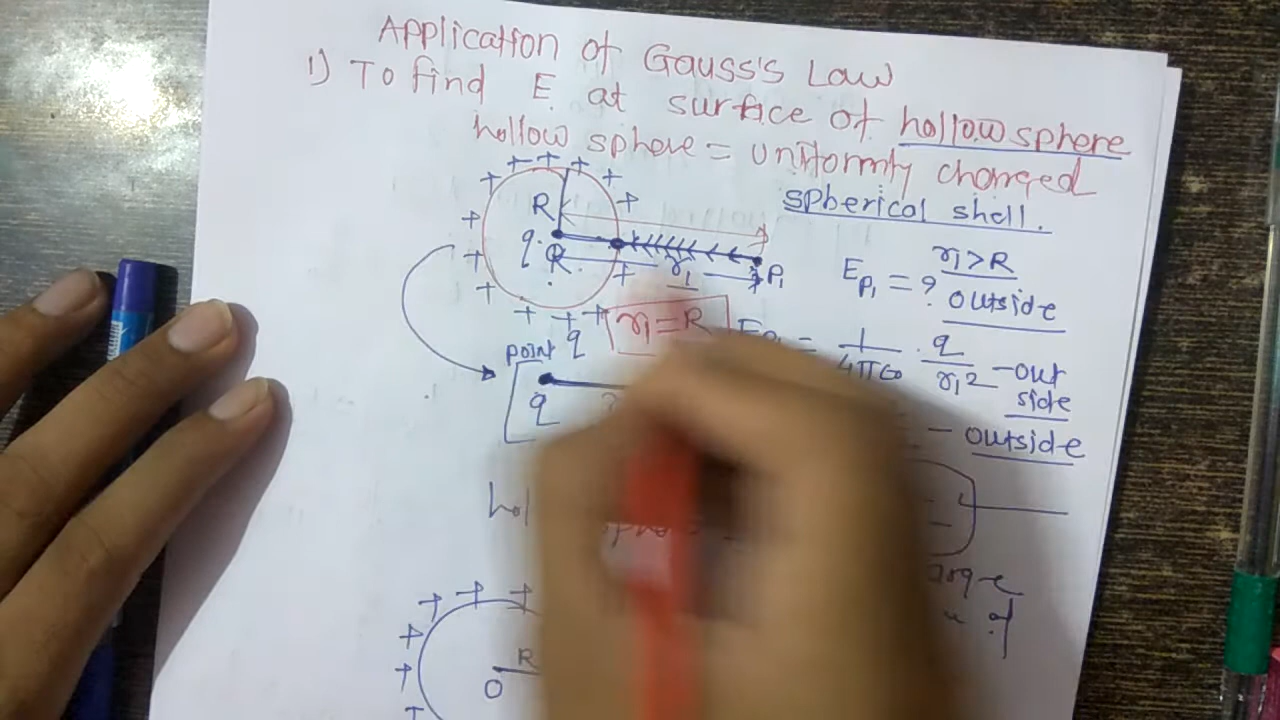 Application of Gauss's Law
1) To find E at surface of hollow sphere
hollow sphere = uniformly charged
spherical shell.
R
q
R
r1
P1
EP1 = ? r1>R
outside
r1 = R
= 1/4πε0 . q/r1² - out
side
- outside
point q
q
R
O